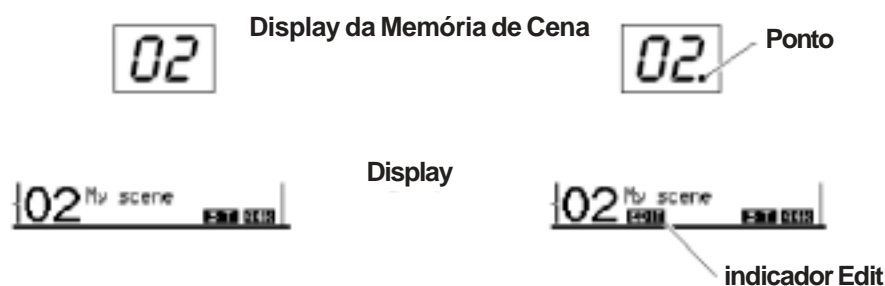 Display da Memória de Cena
02
02.
Ponto
Display
02 My scene
02 My scene
EDIT
indicador Edit